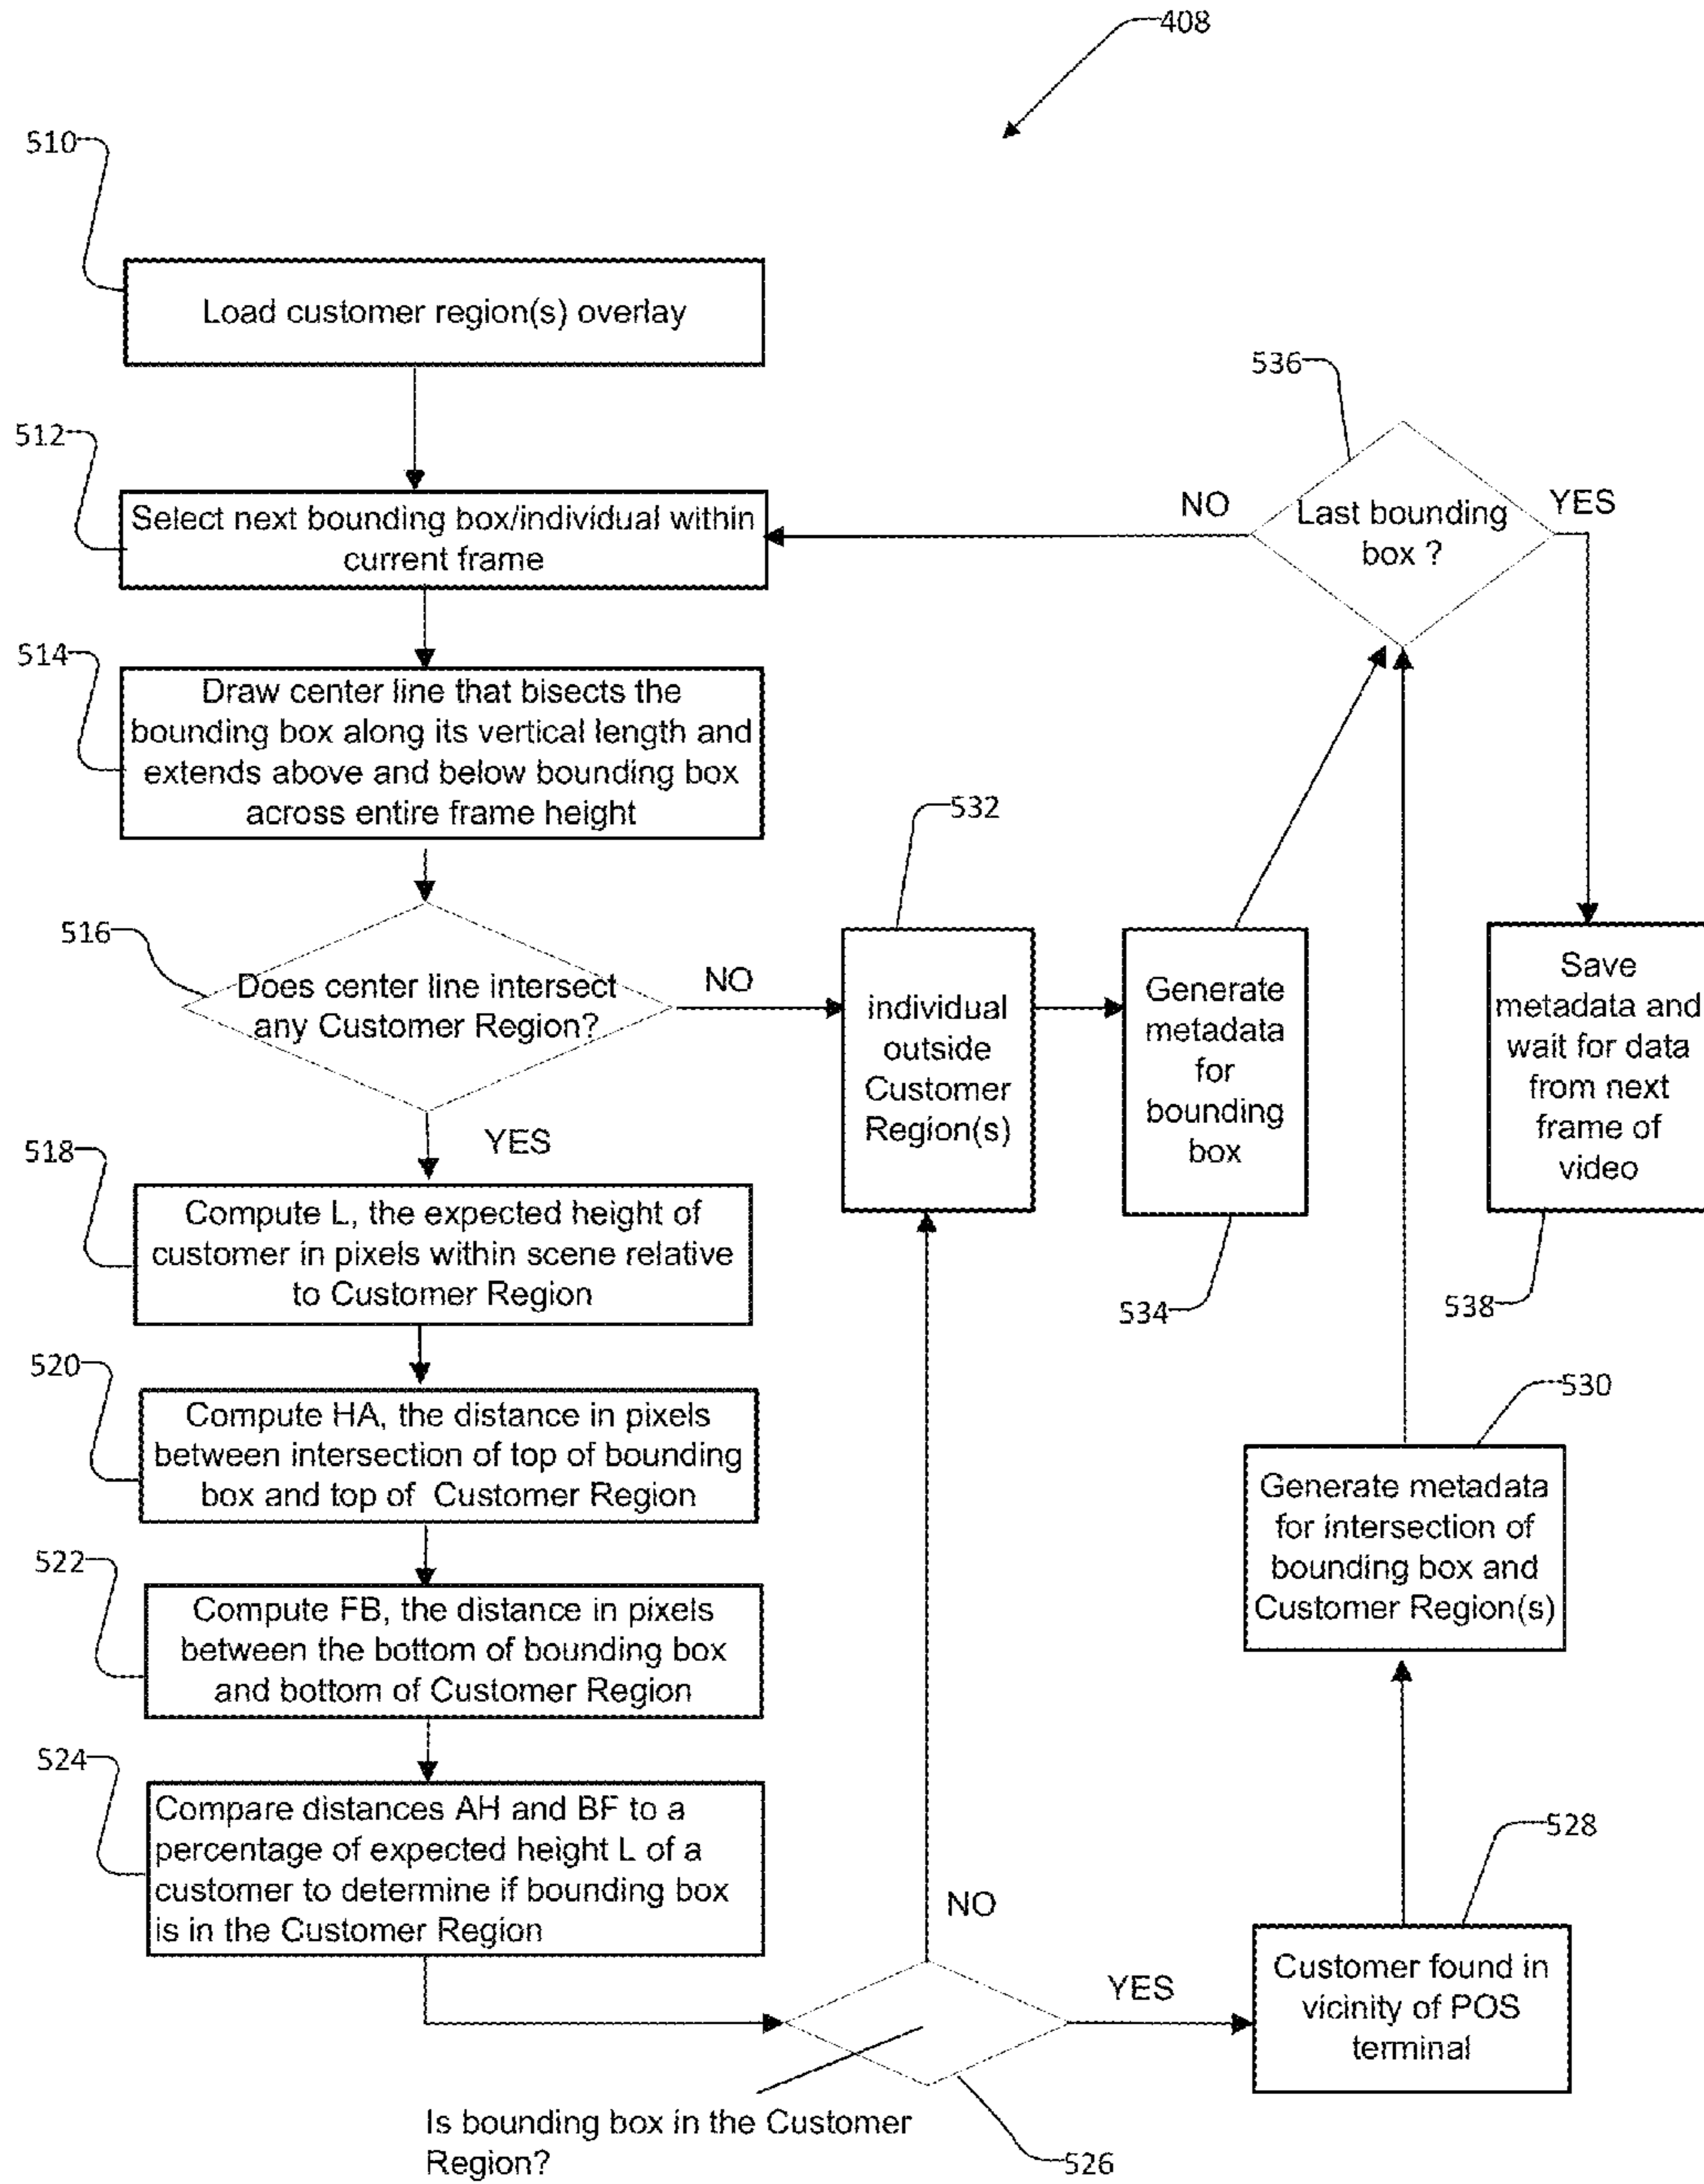 408
510
Load customer region(s) overlay
512
Select next bounding box/individual within
current frame
536
Last bounding
box ?
NO
YES
514
Draw center line that bisects the
bounding box along its vertical length and
extends above and below bounding box
across entire frame height
516
Does center line intersect
any Customer Region?
NO
YES
532
individual
outside
Customer
Region(s)
Generate
metadata
for
bounding
box
534
Save
metadata and
wait for data
from next
frame of
video
538
518
Compute L, the expected height of
customer in pixels within scene relative
to Customer Region
520
Compute HA, the distance in pixels
between intersection of top of bounding
box and top of Customer Region
530
Generate metadata
for intersection of
bounding box and
Customer Region(s)
522
Compute FB, the distance in pixels
between the bottom of bounding box
and bottom of Customer Region
524
Compare distances AH and BF to a
percentage of expected height L of a
customer to determine if bounding box
is in the Customer Region
NO
YES
528
Customer found in
vicinity of POS
terminal
Is bounding box in the Customer
Region?
526